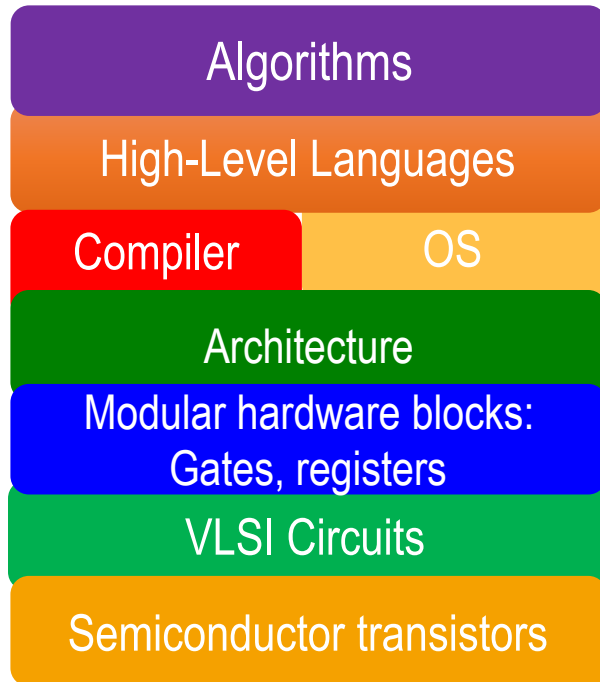 Algorithms
High-Level Languages
Compiler
OS
Architecture
Modular hardware blocks:
Gates, registers
VLSI Circuits
Semiconductor transistors